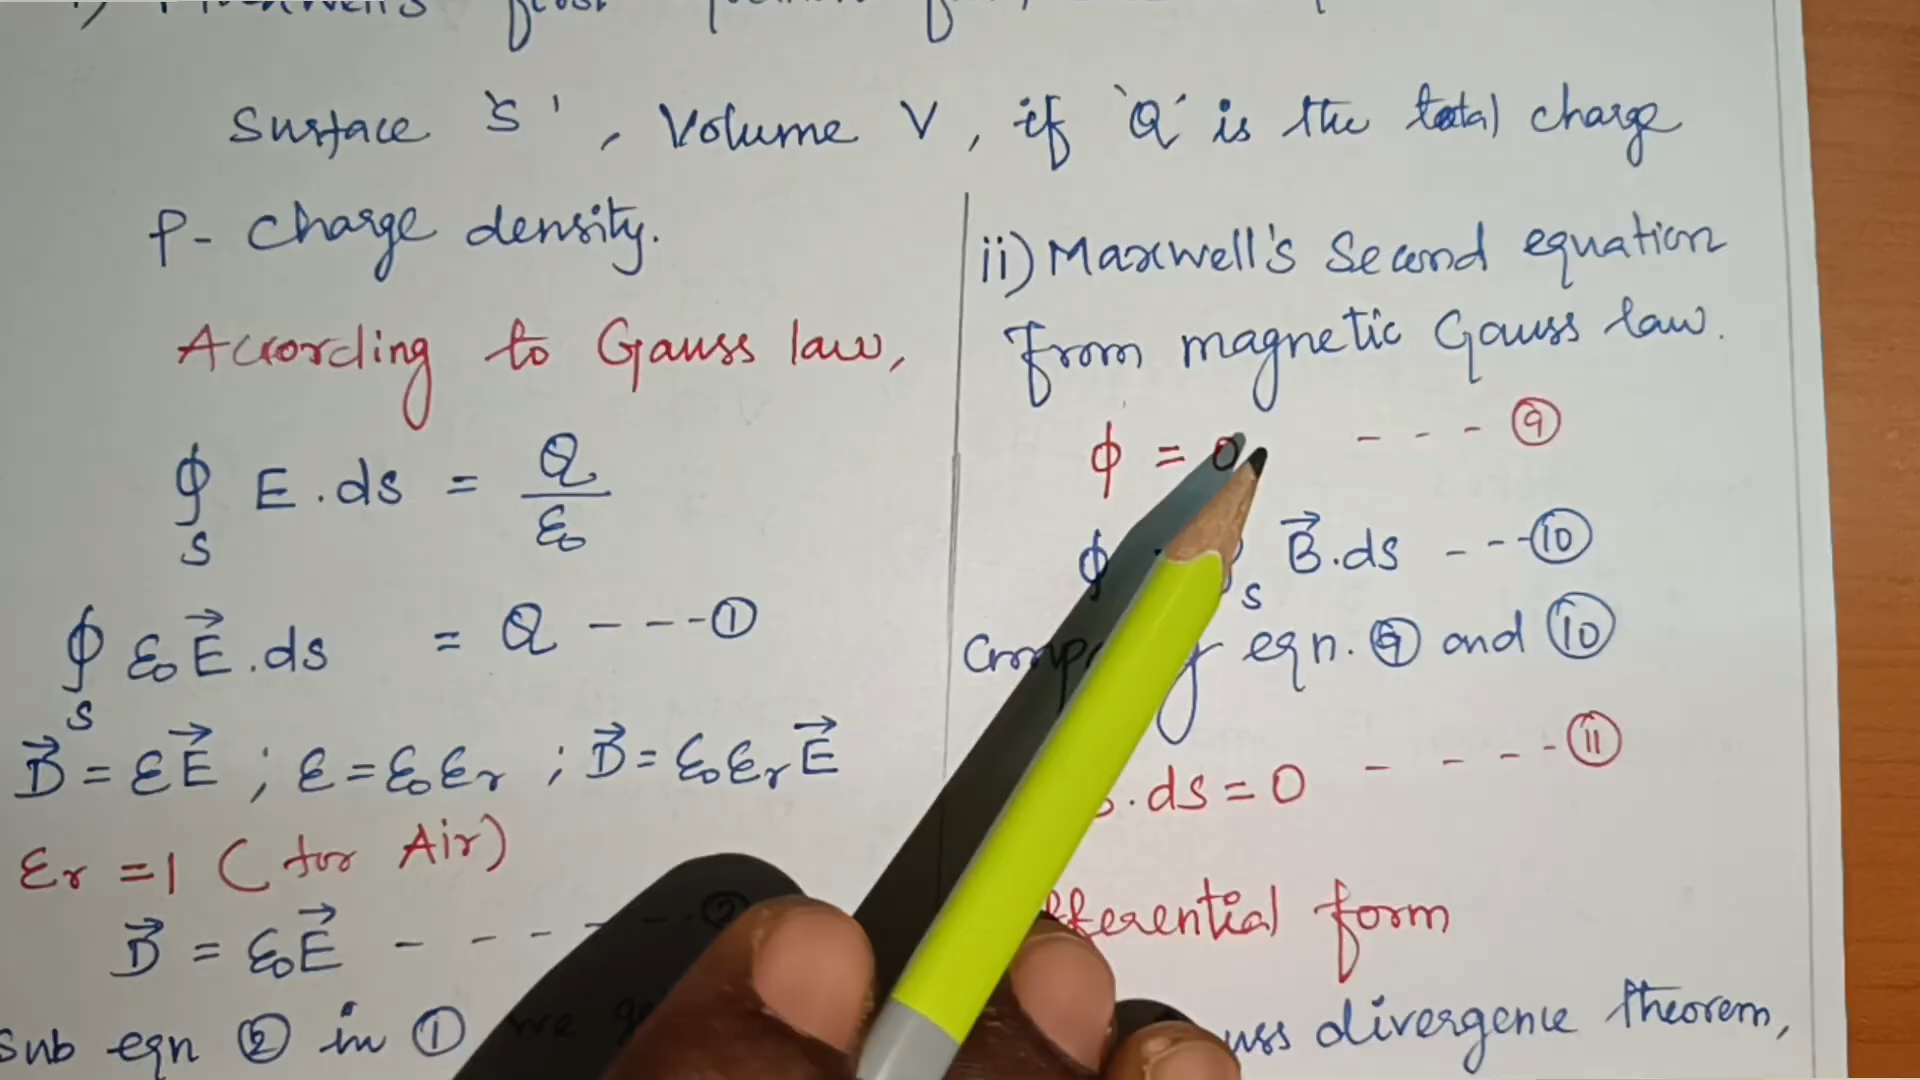 Surface 'S', Volume V, if 'Q' is the total charge
ρ- charge density.
According to Gauss law,
∮ E.ds = Q/ε₀
S
∮ ε₀E⃗.ds = Q ---①
S
D⃗ = εE⃗ ; ε = ε₀εr ; D⃗ = ε₀εrE⃗
εr = 1 (for Air)
D⃗ = ε₀E⃗ ----- ②
Sub eqn ② in ① we
ii) Maxwell's Second equation
From magnetic Gauss law.
ϕ = 0 --- ⑨
ϕ B⃗.ds ---⑩
S
eqn. ⑨ and ⑩
.ds = 0 ---- ⑪
form
divergence theorem,